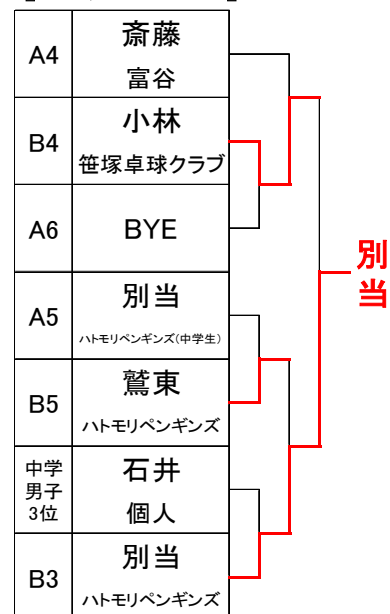 A4
斎藤
富谷
B4
小林
笹塚卓球クラブ
A6
BYE
A5
別当
ハトモリペンギンズ(中学生)
B5
鷲東
ハトモリペンギンズ
中学
男子
3位
石井
個人
B3
別当
ハトモリペンギンズ
別当